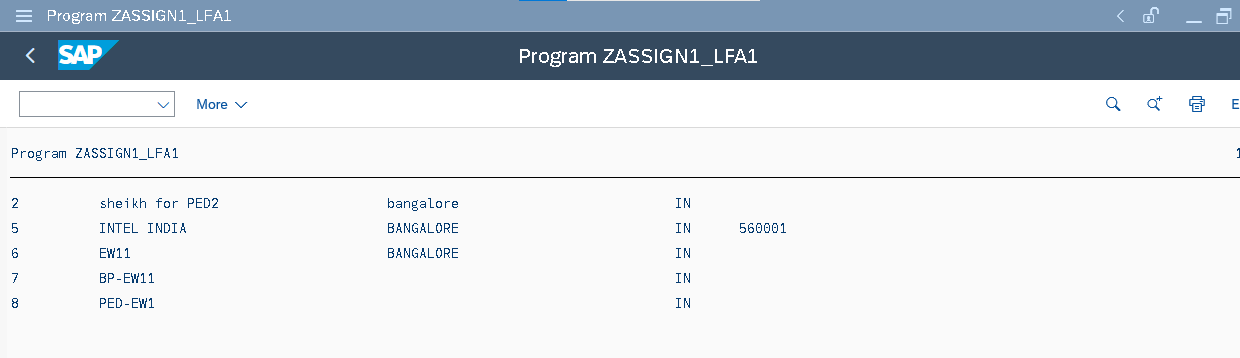 Program ZASSIGN1_LFA1
SAP Program ZASSIGN1_LFA1
More
Program ZASSIGN1_LFA1 1
2 sheikh for PED2 bangalore IN
5 INTEL INDIA BANGALORE IN 560001
6 EW11 BANGALORE IN
7 BP-EW11 IN
8 PED-EW1 IN